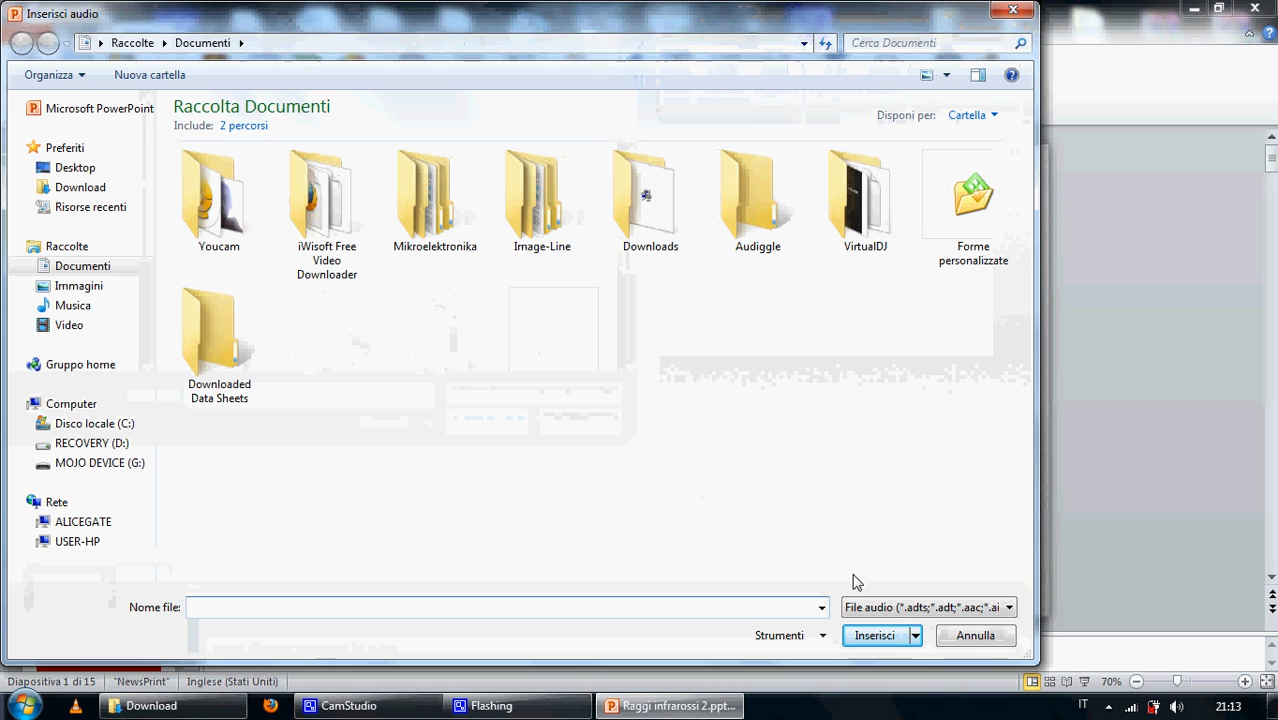 Inserisci audio
Raccolte
Documenti
Cerca Documenti
Organizza
Nuova cartella
Microsoft PowerPoint
Preferiti
Desktop
Download
Risorse recenti
Raccolte
Documenti
Immagini
Musica
Video
Gruppo home
Computer
Disco locale (C:)
RECOVERY (D:)
MOJO DEVICE (G:)
Rete
ALICEGATE
USER-HP
Raccolta Documenti
Include: 2 percorsi
Disponi per: Cartella
Youcam
iWisoft Free
Video
Downloader
Mikroelektronika
Image-Line
Downloads
Audiggle
VirtualDJ
Forme
personalizzate
Downloaded
Data Sheets
Nome file:
File audio (*.adts;*.adt;*.aac;*.ai
Strumenti
Inserisci
Annulla
Diapositiva 1 di 15
"NewsPrint"
Inglese (Stati Uniti)
70%
Download
CamStudio
Flashing
Raggi infrarossi 2.ppt...
IT
21:13